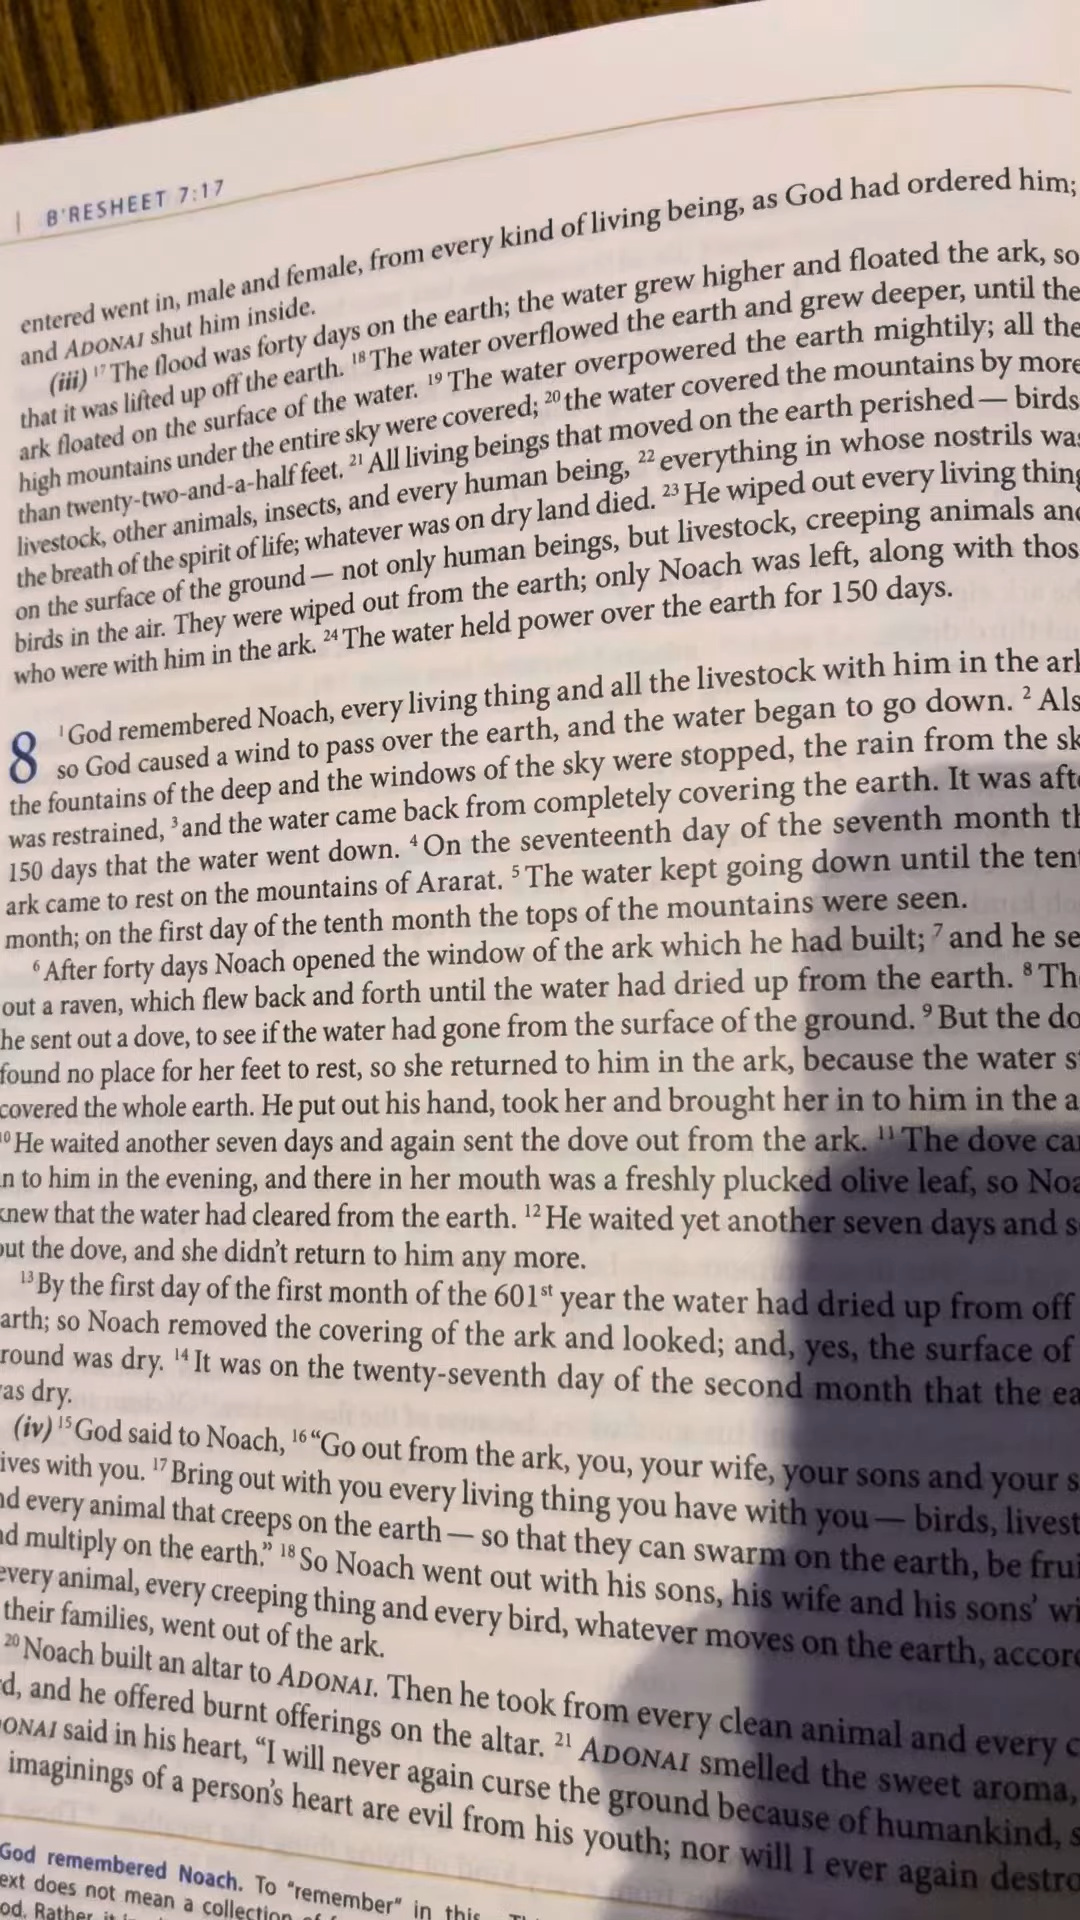 B'RESHEET 7:17
entered went in, male and female, from every kind of living being, as God had ordered him;
and ADONAI shut him inside.
(iii) 17 The flood was forty days on the earth; the water grew higher and floated the ark, so
that it was lifted up off the earth. 18 The water overflowed the earth and grew deeper, until the
ark floated on the surface of the water. 19 The water overpowered the earth mightily; all the
high mountains under the entire sky were covered; 20 the water covered the mountains by more
than twenty-two-and-a-half feet. 21 All living beings that moved on the earth perished — birds
livestock, other animals, insects, and every human being, 22 everything in whose nostrils was
the breath of the spirit of life; whatever was on dry land died. 23 He wiped out every living thing
on the surface of the ground — not only human beings, but livestock, creeping animals and
birds in the air. They were wiped out from the earth; only Noach was left, along with thos
who were with him in the ark. 24 The water held power over the earth for 150 days.
8 1 God remembered Noach, every living thing and all the livestock with him in the ark
so God caused a wind to pass over the earth, and the water began to go down. 2 Als
the fountains of the deep and the windows of the sky were stopped, the rain from the sk
was restrained, 3 and the water came back from completely covering the earth. It was afte
150 days that the water went down. 4 On the seventeenth day of the seventh month th
ark came to rest on the mountains of Ararat. 5 The water kept going down until the tent
month; on the first day of the tenth month the tops of the mountains were seen.
6 After forty days Noach opened the window of the ark which he had built; 7 and he se
out a raven, which flew back and forth until the water had dried up from the earth. 8 Th
he sent out a dove, to see if the water had gone from the surface of the ground. 9 But the do
found no place for her feet to rest, so she returned to him in the ark, because the water s
covered the whole earth. He put out his hand, took her and brought her in to him in the a
10 He waited another seven days and again sent the dove out from the ark. 11 The dove car
n to him in the evening, and there in her mouth was a freshly plucked olive leaf, so Noa
knew that the water had cleared from the earth. 12 He waited yet another seven days and s
out the dove, and she didn't return to him any more.
13 By the first day of the first month of the 601st year the water had dried up from off
arth; so Noach removed the covering of the ark and looked; and, yes, the surface of
round was dry. 14 It was on the twenty-seventh day of the second month that the ea
as dry.
(iv) 15 God said to Noach, 16 "Go out from the ark, you, your wife, your sons and your s
ives with you. 17 Bring out with you every living thing you have with you — birds, livest
nd every animal that creeps on the earth — so that they can swarm on the earth, be frui
nd multiply on the earth." 18 So Noach went out with his sons, his wife and his sons' wi
every animal, every creeping thing and every bird, whatever moves on the earth, accord
their families, went out of the ark.
20 Noach built an altar to ADONAI. Then he took from every clean animal and every c
d, and he offered burnt offerings on the altar. 21 ADONAI smelled the sweet aroma,
ONAI said in his heart, "I will never again curse the ground because of humankind, s
imaginings of a person's heart are evil from his youth; nor will I ever again destro
God remembered Noach. To "remember" in this
ext does not mean a collection of
od. Rather, it